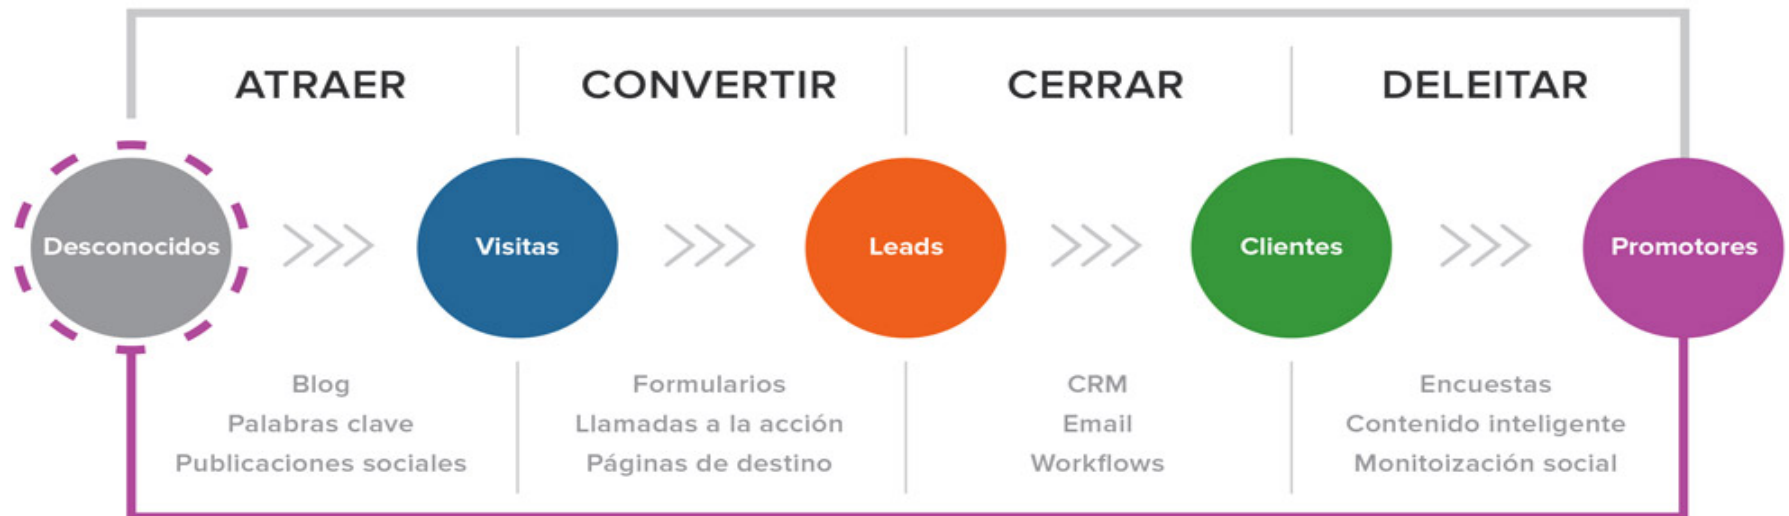 ATRAER
CONVERTIR
CERRAR
DELEITAR
Desconocidos
Visitas
Leads
Clientes
Promotores
Blog
Palabras clave
Publicaciones sociales
Formularios
Llamadas a la acción
Páginas de destino
CRM
Email
Workflows
Encuestas
Contenido inteligente
Monitoización social